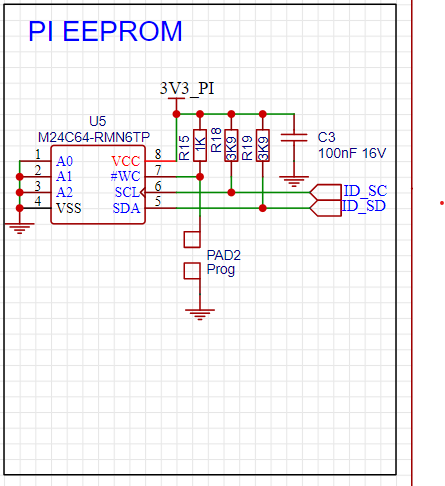 PI EEPROM
3V3_PI
U5
M24C64-RMN6TP
1 A0 VCC 8
2 A1 #WC 7
3 A2 SCL 6
4 VSS SDA 5
R15 1K R18 3K9 R19 3K9
C3
100nF 16V
ID_SC
ID_SD
PAD2
Prog